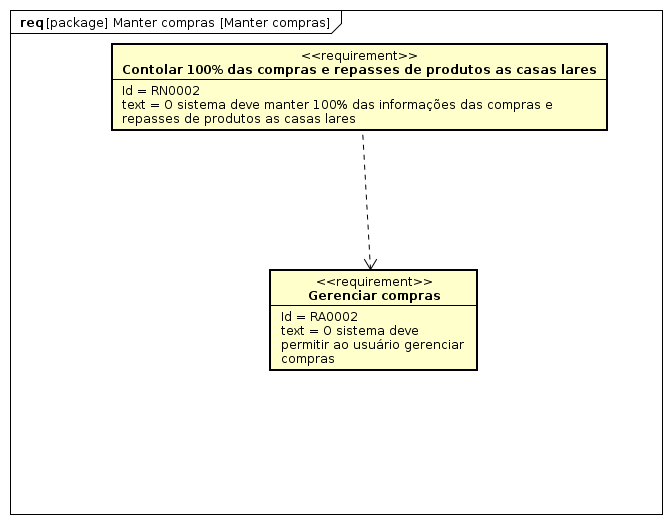 req [package] Manter compras [Manter compras]
<<requirement>>
Contolar 100% das compras e repasses de produtos as casas lares
Id = RN0002
text = O sistema deve manter 100% das informações das compras e
repasses de produtos as casas lares
<<requirement>>
Gerenciar compras
Id = RA0002
text = O sistema deve
permitir ao usuário gerenciar
compras